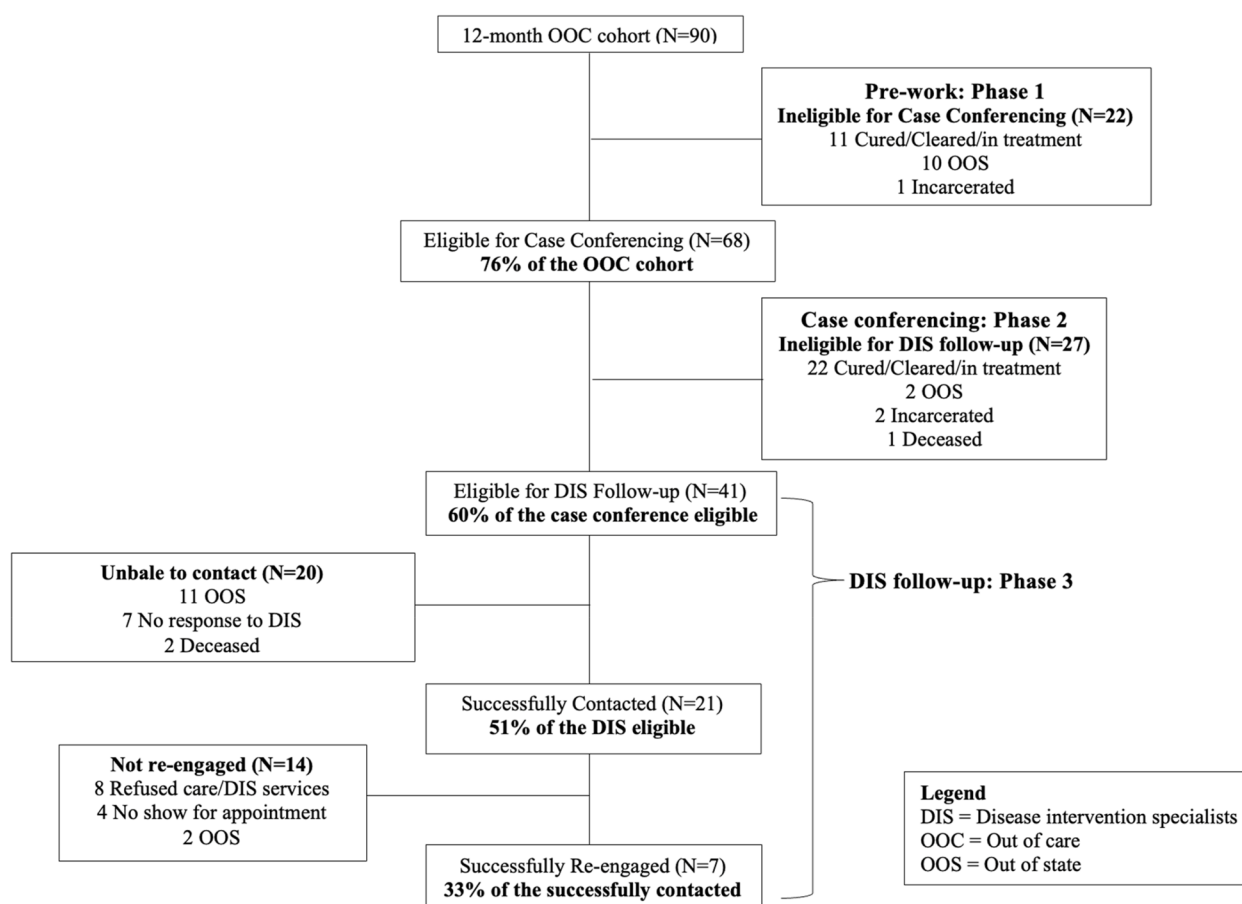 12-month OOC cohort (N=90)
Pre-work: Phase 1
Ineligible for Case Conferencing (N=22)
11 Cured/Cleared/in treatment
10 OOS
1 Incarcerated
Eligible for Case Conferencing (N=68)
76% of the OOC cohort
Case conferencing: Phase 2
Ineligible for DIS follow-up (N=27)
22 Cured/Cleared/in treatment
2 OOS
2 Incarcerated
1 Deceased
Eligible for DIS Follow-up (N=41)
60% of the case conference eligible
Unbale to contact (N=20)
11 OOS
7 No response to DIS
2 Deceased
DIS follow-up: Phase 3
Successfully Contacted (N=21)
51% of the DIS eligible
Not re-engaged (N=14)
8 Refused care/DIS services
4 No show for appointment
2 OOS
Successfully Re-engaged (N=7)
33% of the successfully contacted
Legend
DIS = Disease intervention specialists
OOC = Out of care
OOS = Out of state